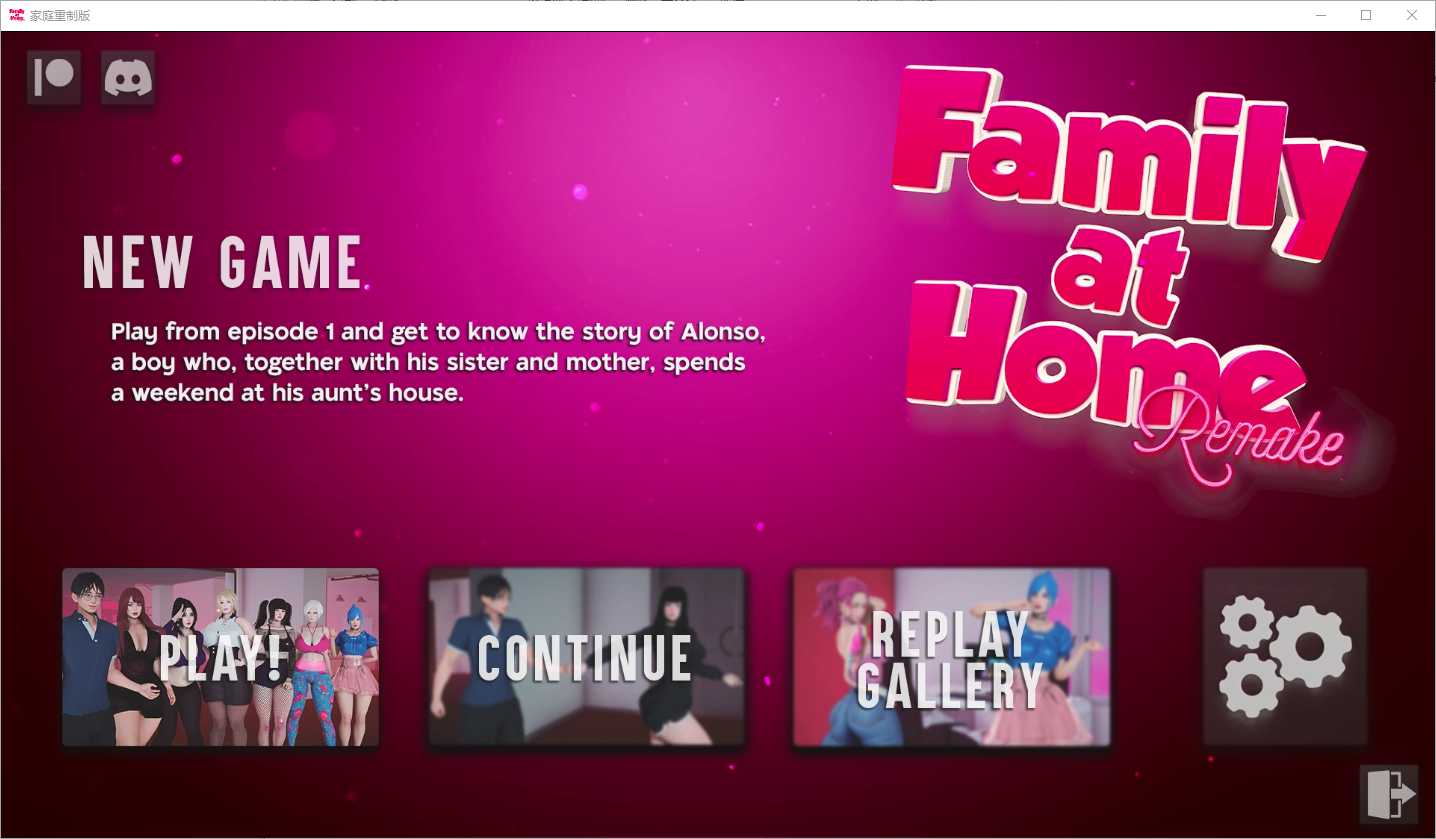 家庭重制版
Family
at
Home
Remake
NEW GAME
Play from episode 1 and get to know the story of Alonso,
a boy who, together with his sister and mother, spends
a weekend at his aunt's house.
PLAY!
CONTINUE
REPLAY
GALLERY